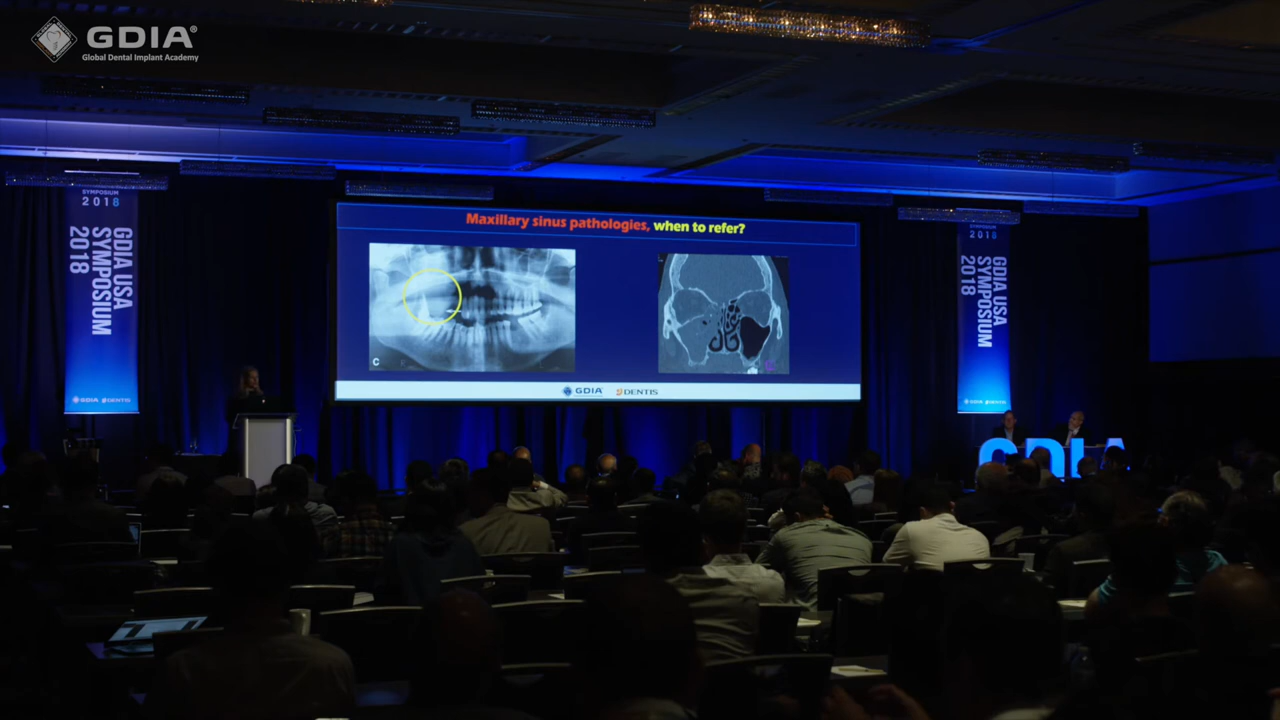 GDIA®
Global Dental Implant Academy
SYMPOSIUM
2018
GDIA USA
SYMPOSIUM
2018
GDIA DENTIS
Maxillary sinus pathologies, when to refer?
C
GDIA DENTIS
SYMPOSIUM
2018
GDIA USA
SYMPOSIUM
2018
GDIA DENTIS
GDIA